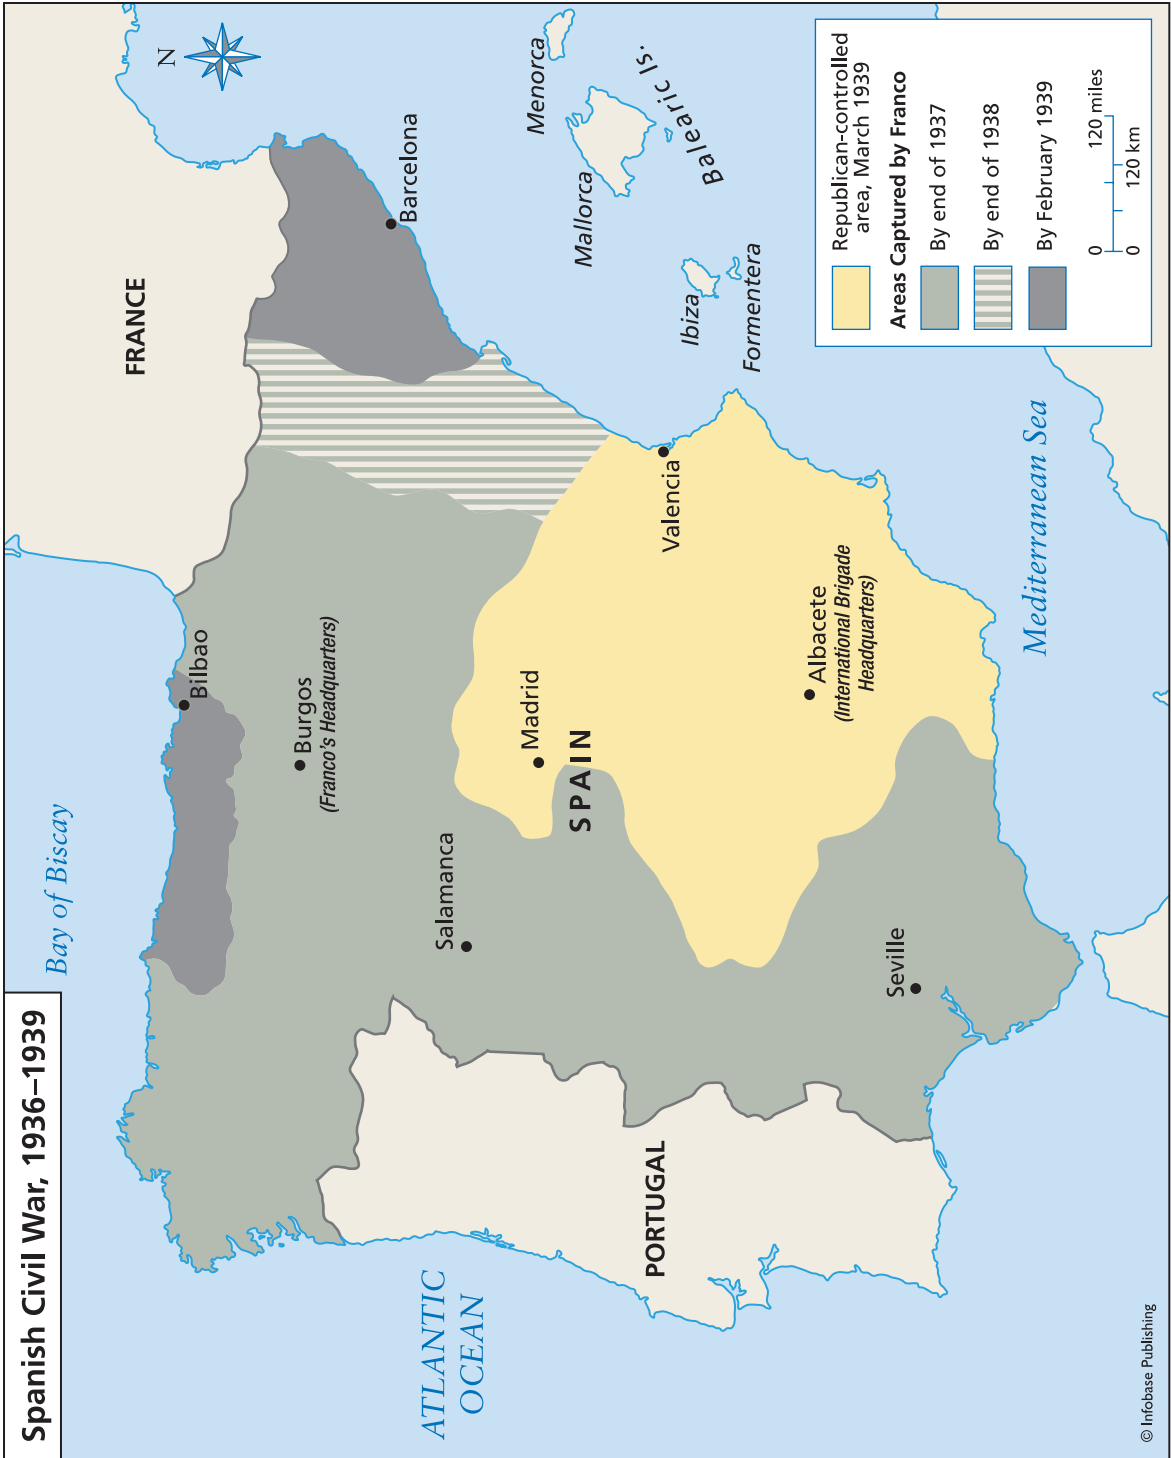 Spanish Civil War, 1936–1939
Bay of Biscay
FRANCE
N
Bilbao
Burgos
(Franco's Headquarters)
Barcelona
Salamanca
Madrid
SPAIN
Menorca
Mallorca
Balearic Is.
Ibiza
Formentera
Valencia
ATLANTIC
OCEAN
PORTUGAL
Albacete
(International Brigade
Headquarters)
Seville
Mediterranean Sea
Republican-controlled
area, March 1939
Areas Captured by Franco
By end of 1937
By end of 1938
By February 1939
0 120 miles
0 120 km
© Infobase Publishing